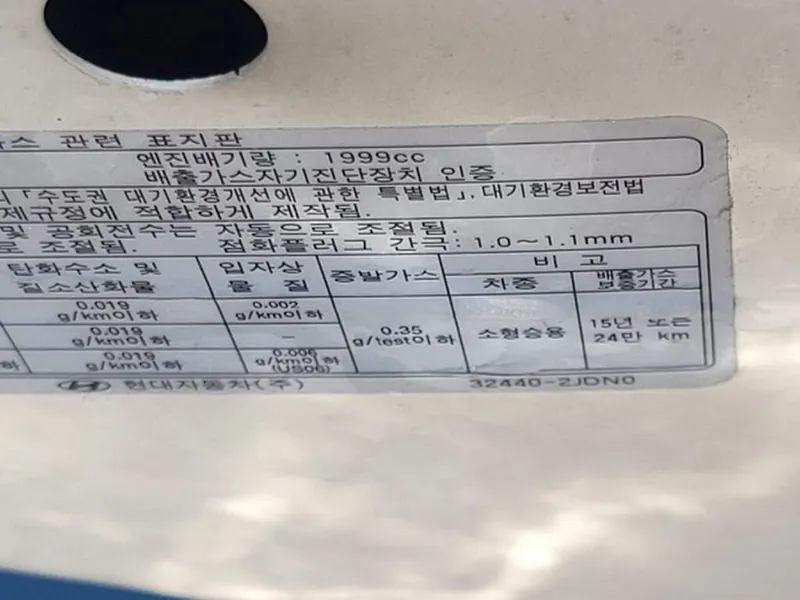 스 관련 표지판
엔진배기량 : 1999cc
배출가스자기진단장치 인증
의 「수도권 대기환경개선에 관한 특별법」, 대기환경보전법
제규정에 적합하게 제작됨.
및 공회전수는 자동으로 조절됨.
로 조절됨. 점화플러그 간극: 1.0~1.1mm
탄화수소 및 질소산화물 입자상 물질 증발가스 비고
차종 배출가스 보증기간
0.019 g/km이하 0.002 g/km이하 0.35 g/test이하 소형승용 15년 또는 24만 km
0.019 g/km이하 –
하 0.019 g/km이하 0.006 g/km이하 (US06)
현대자동차(주) 32440-2JDN0